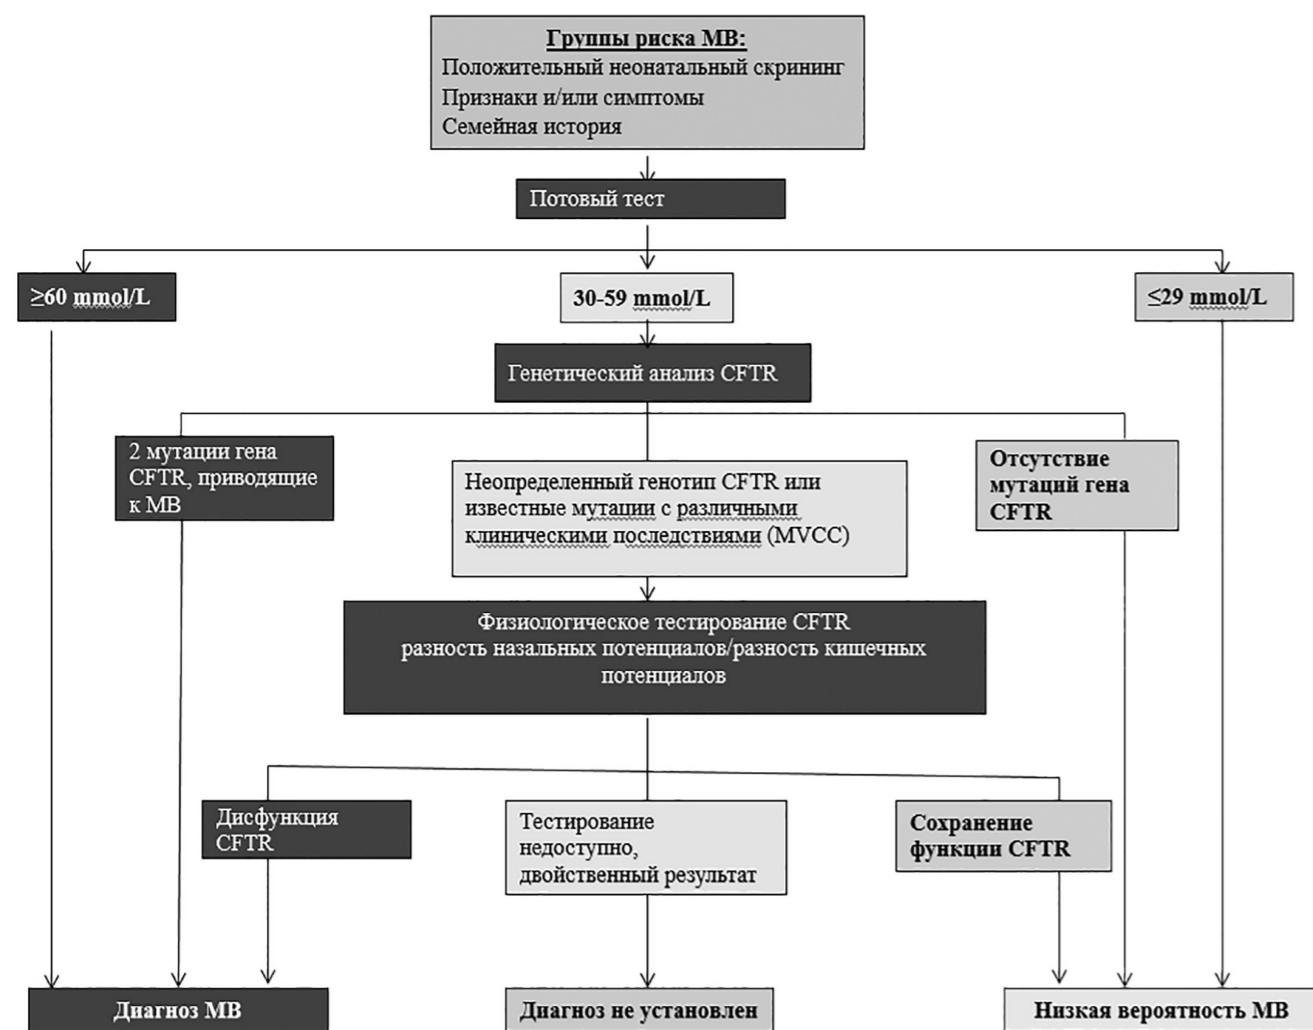 Группы риска МВ:
Положительный неонатальный скрининг
Признаки и/или симптомы
Семейная история
Потовый тест
≥60 mmol/L
30-59 mmol/L
≤29 mmol/L
Генетический анализ CFTR
2 мутации гена
CFTR, приводящие
к МВ
Неопределенный генотип CFTR или
известные мутации с различными
клиническими последствиями (MVCC)
Отсутствие
мутаций гена
CFTR
Физиологическое тестирование CFTR
разность назальных потенциалов/разность кишечных
потенциалов
Дисфункция
CFTR
Тестирование
недоступно,
двойственный результат
Сохранение
функции CFTR
Диагноз МВ
Диагноз не установлен
Низкая вероятность МВ